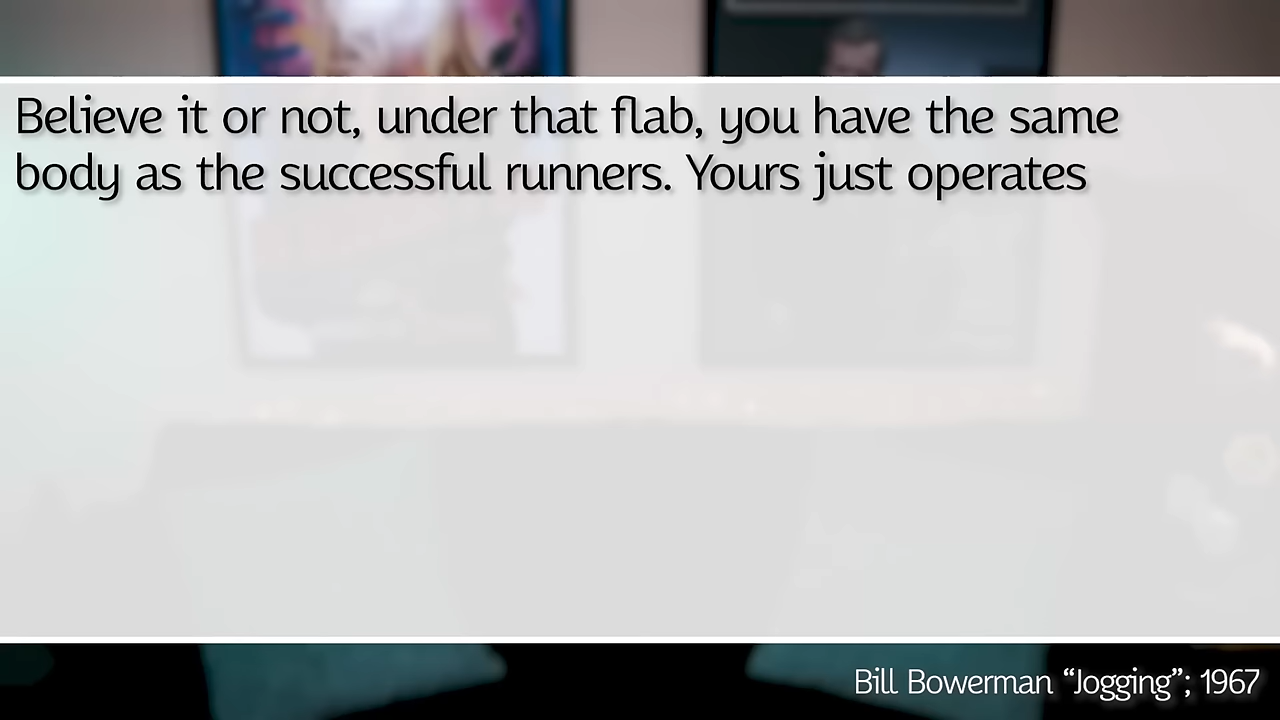 Believe it or not, under that flab, you have the same
body as the successful runners. Yours just operates
Bill Bowerman “Jogging”; 1967